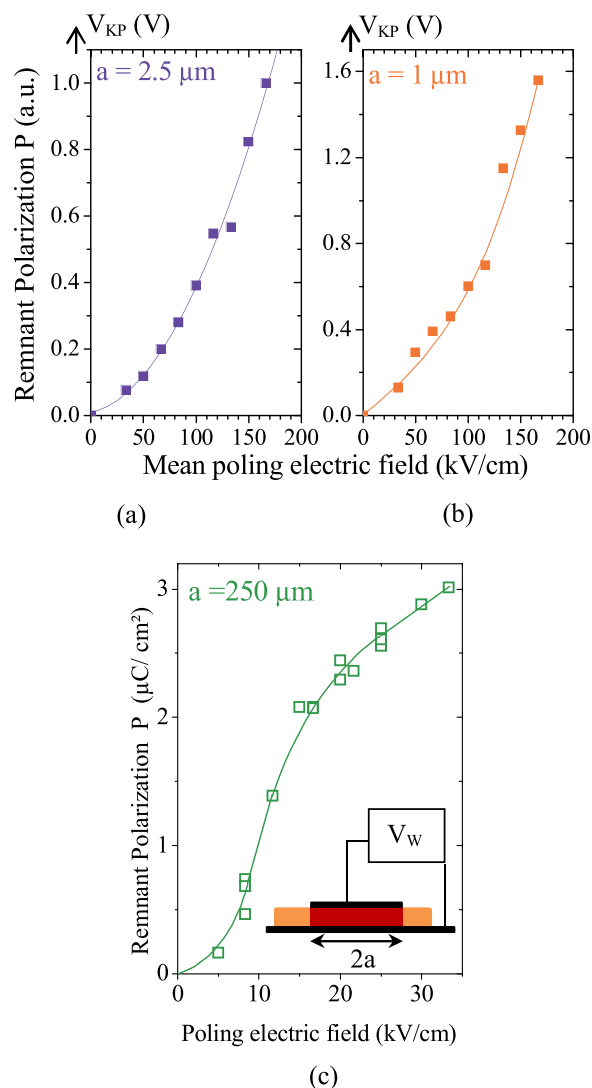 V_KP (V)
V_KP (V)
a = 2.5 μm
a = 1 μm
Remnant Polarization P (a.u.)
1.0
0.8
0.6
0.4
0.2
0.0
1.6
1.2
0.8
0.4
0.0
0 50 100 150 200
0 50 100 150 200
Mean poling electric field (kV/cm)
(a)
(b)
a =250 μm
Remnant Polarization P (μC/ cm²)
3
2
1
0
V_W
2a
0 10 20 30
Poling electric field (kV/cm)
(c)